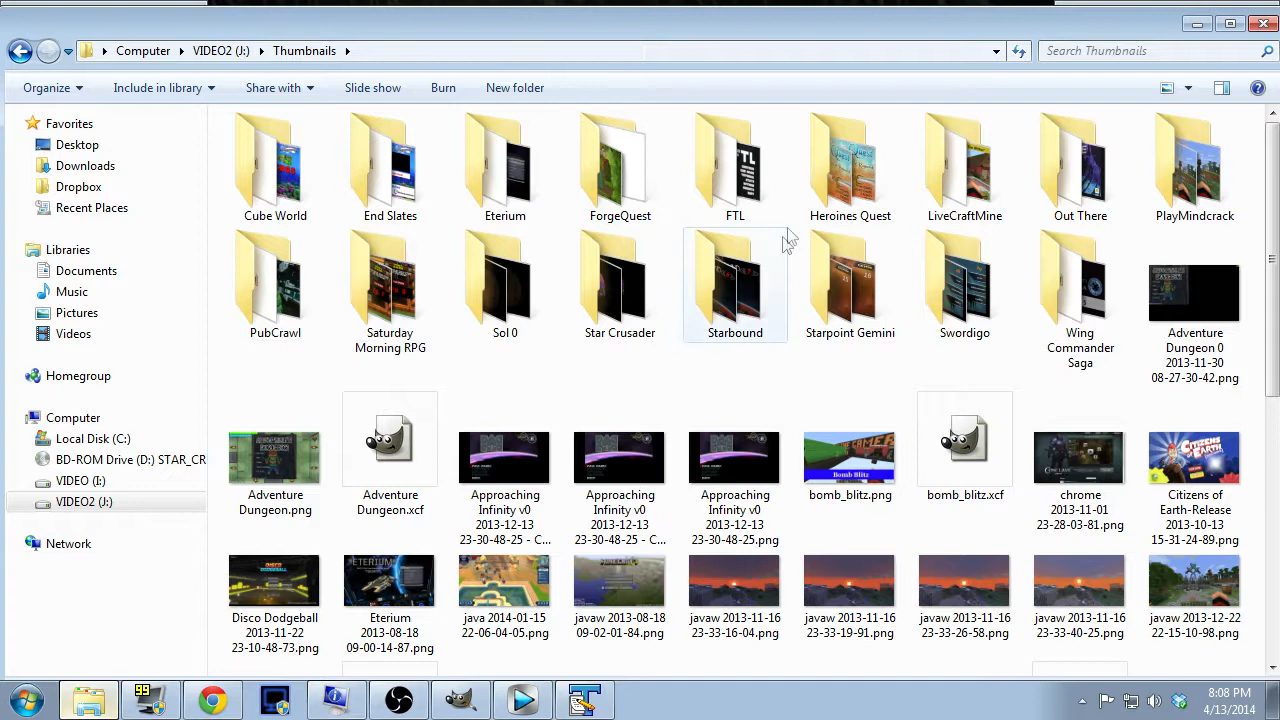 Computer VIDEO2 (J:) Thumbnails Search Thumbnails
Organize Include in library Share with Slide show Burn New folder
Favorites
Desktop
Downloads
Dropbox
Recent Places
Libraries
Documents
Music
Pictures
Videos
Homegroup
Computer
Local Disk (C:)
BD-ROM Drive (D:) STAR_CR
VIDEO (I:)
VIDEO2 (J:)
Network
FTL
Cube World End Slates Eterium ForgeQuest FTL Heroines Quest LiveCraftMine Out There PlayMindcrack
PubCrawl Saturday Sol 0 Star Crusader Starbound Starpoint Gemini Swordigo Wing Adventure
Morning RPG Commander Dungeon 0
Saga 2013-11-30
08-27-30-42.png
Bomb Blitz
CITIZENS
EARTH
Adventure Adventure Approaching Approaching Approaching bomb_blitz.png bomb_blitz.xcf chrome Citizens of
Dungeon.png Dungeon.xcf Infinity v0 Infinity v0 Infinity v0 2013-11-01 Earth-Release
2013-12-13 2013-12-13 2013-12-13 23-28-03-81.png 2013-10-13
23-30-48-25 - C... 23-30-48-25 - C... 23-30-48-25.png 15-31-24-89.png
ETERIUM
Disco Dodgeball Eterium java 2014-01-15 javaw 2013-08-18 javaw 2013-11-16 javaw 2013-11-16 javaw 2013-11-16 javaw 2013-11-16 javaw 2013-12-22
2013-11-22 2013-08-18 22-06-04-05.png 09-02-01-84.png 23-33-16-04.png 23-33-19-91.png 23-33-26-58.png 23-33-40-25.png 22-15-10-98.png
23-10-48-73.png 09-00-14-87.png
99
8:08 PM
4/13/2014